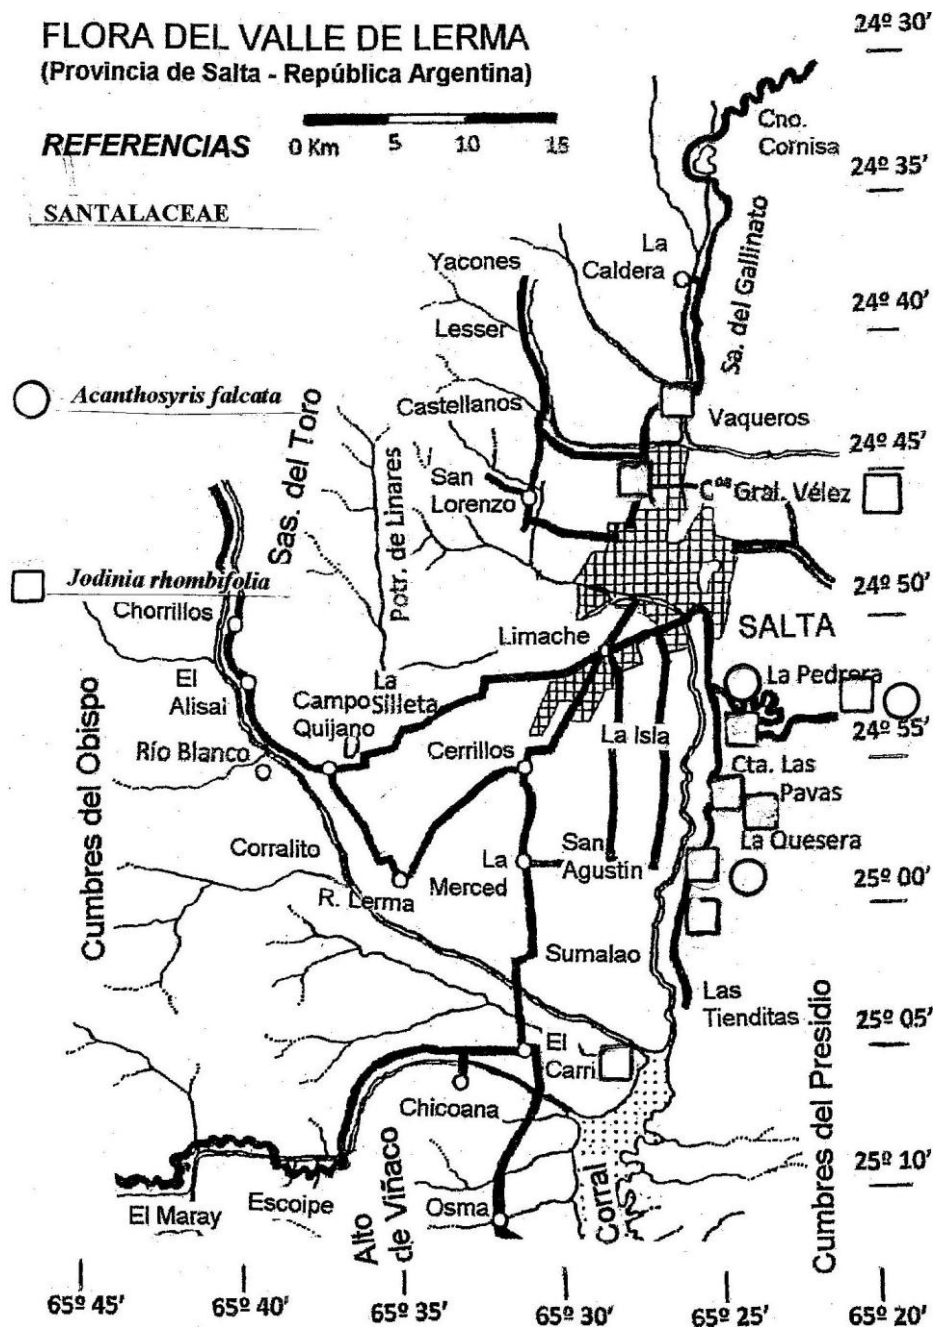 FLORA DEL VALLE DE LERMA
(Provincia de Salta - República Argentina)
REFERENCIAS
0 Km 5 10 15
SANTALACEAE
Acanthosyris falcata
Jodinia rhombifolia
24º 30'
24º 35'
24º 40'
24º 45'
24º 50'
24º 55'
25º 00'
25º 05'
25º 10'
Cno.
Cornisa
La
Caldera
Sa. del Gallinato
Yacones
Lesser
Castellanos
Vaqueros
San
Lorenzo
Gral. Vélez
Sas. del Toro
Potr. de Linares
Chorrillos
Limache
SALTA
El
Alisal
La
Silleta
Campo
Quijano
La Pedrera
Río Blanco
Cerrillos
La Isla
Cta. Las
Pavas
Cumbres del Obispo
Corralito
La
Merced
San
Agustín
La Quesera
R. Lerma
Sumalao
Las
Tienditas
El
Carri
Cumbres del Presidio
Chicoana
Escoipe
El Maray
Alto
de Viñaco
Osma
Corral
65º 45' 65º 40' 65º 35' 65º 30' 65º 25' 65º 20'